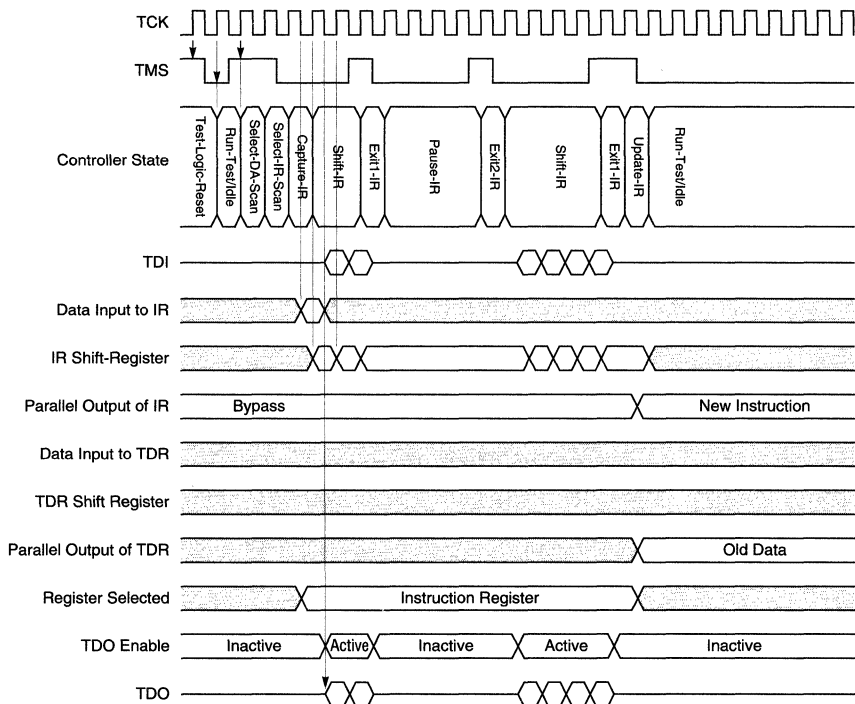 TCK
TMS
Controller State
Test-Logic-Reset
Run-Test/Idle
Select-DA-Scan
Select-IR-Scan
Capture-IR
Shift-IR
Exit1-IR
Pause-IR
Exit2-IR
Shift-IR
Exit1-IR
Update-IR
Run-Test/Idle
TDI
Data Input to IR
IR Shift-Register
Parallel Output of IR
Bypass
New Instruction
Data Input to TDR
TDR Shift Register
Parallel Output of TDR
Old Data
Register Selected
Instruction Register
TDO Enable
Inactive
Active
Inactive
Active
Inactive
TDO